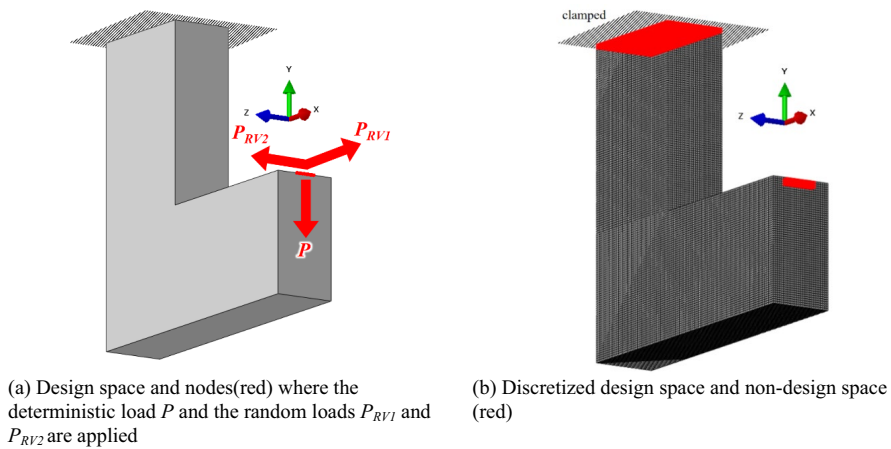 clamped
Y
Z
X
P_RV2
P_RV1
P
Y
Z
X
(a) Design space and nodes(red) where the
deterministic load P and the random loads P_RV1 and
P_RV2 are applied
(b) Discretized design space and non-design space
(red)